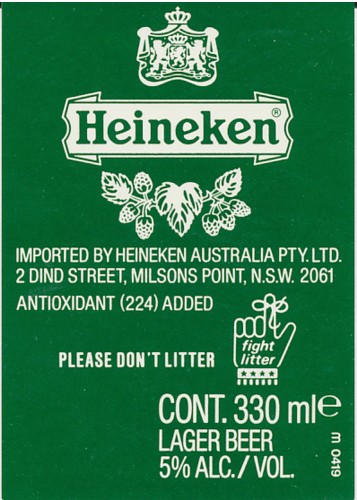 Heineken®
IMPORTED BY HEINEKEN AUSTRALIA PTY. LTD.
2 DIND STREET, MILSONS POINT, N.S.W. 2061
ANTIOXIDANT (224) ADDED
fight
litter
PLEASE DON'T LITTER
CONT. 330 ml e
LAGER BEER
5% ALC./VOL.
m 0419